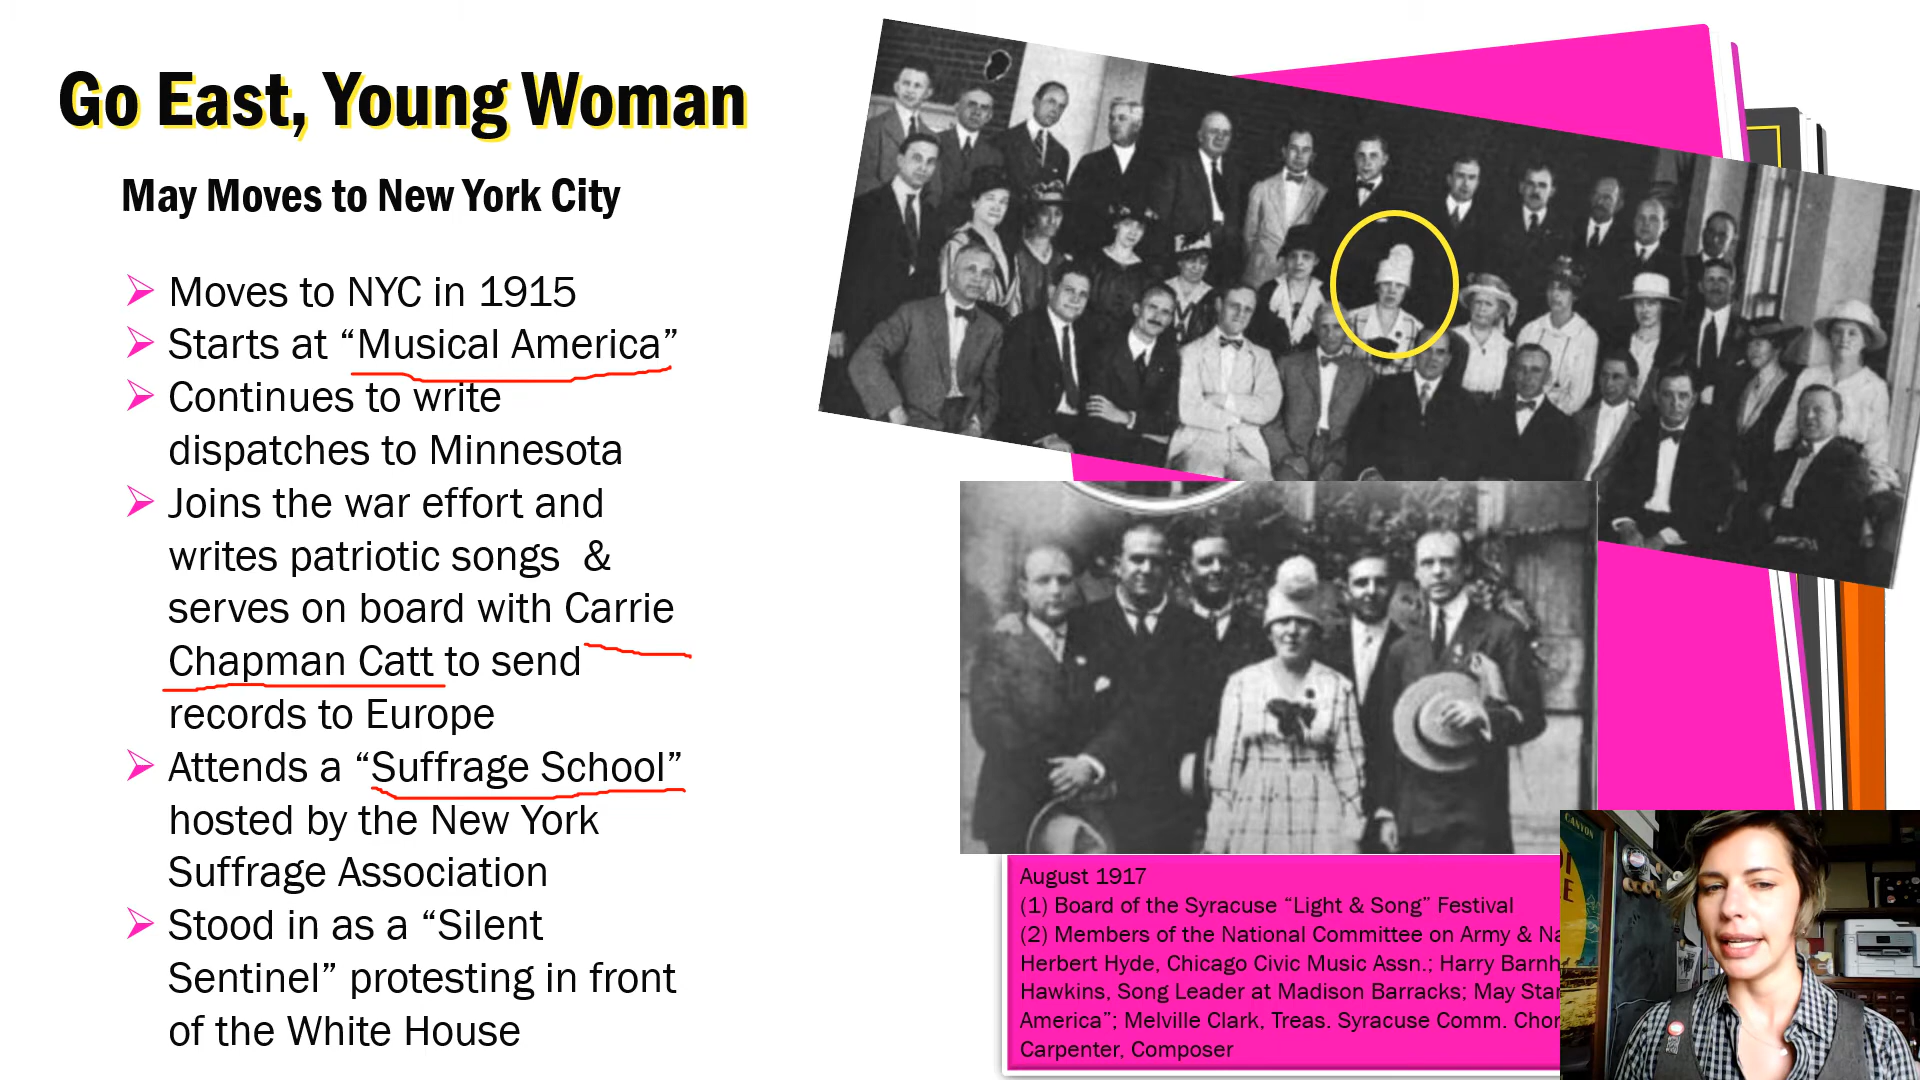 Go East, Young Woman
May Moves to New York City
Moves to NYC in 1915
Starts at “Musical America”
Continues to write
dispatches to Minnesota
Joins the war effort and
writes patriotic songs &
serves on board with Carrie
Chapman Catt to send
records to Europe
Attends a “Suffrage School”
hosted by the New York
Suffrage Association
Stood in as a “Silent
Sentinel” protesting in front
of the White House
August 1917
(1) Board of the Syracuse “Light & Song” Festival
(2) Members of the National Committee on Army & Na
Herbert Hyde, Chicago Civic Music Assn.; Harry Barnh
Hawkins, Song Leader at Madison Barracks; May Star
America”; Melville Clark, Treas. Syracuse Comm. Chor
Carpenter, Composer
CANYON